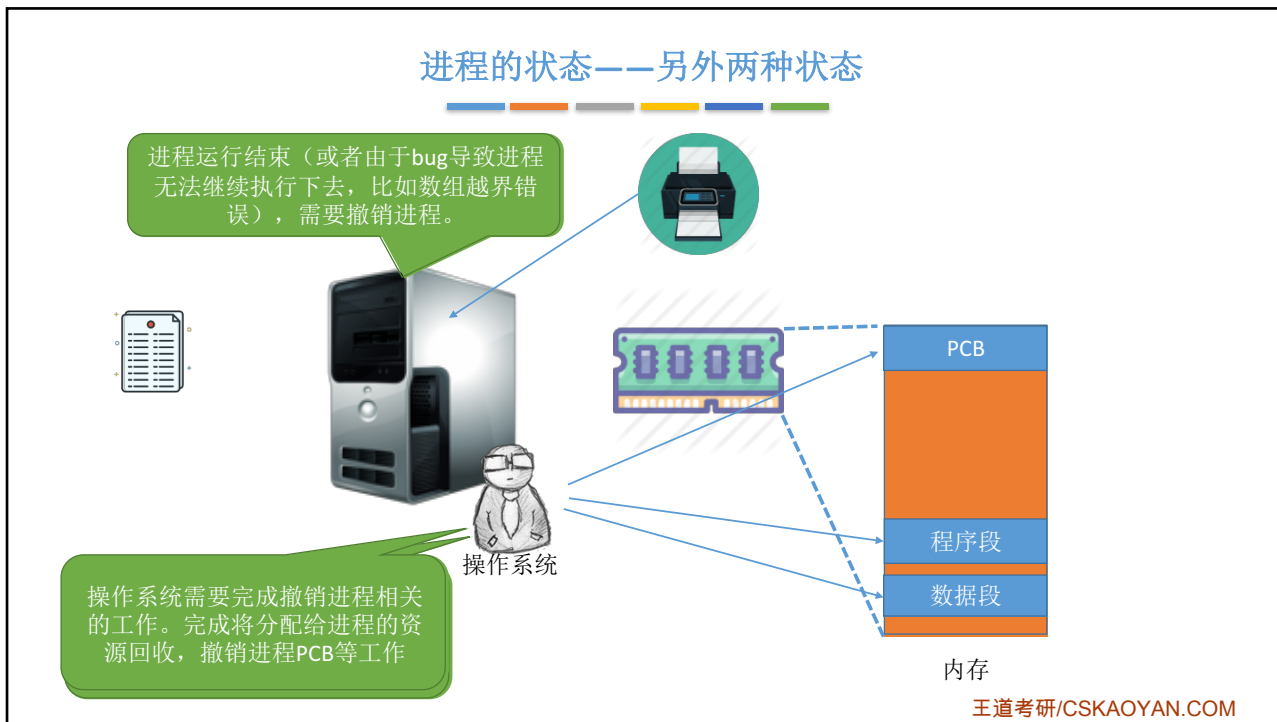 进程的状态——另外两种状态
进程运行结束（或者由于bug导致进程
无法继续执行下去，比如数组越界错
误），需要撤销进程。
PCB
程序段
操作系统
数据段
操作系统需要完成撤销进程相关
的工作。完成将分配给进程的资
源回收，撤销进程PCB等工作
内存
王道考研/CSKAOYAN.COM